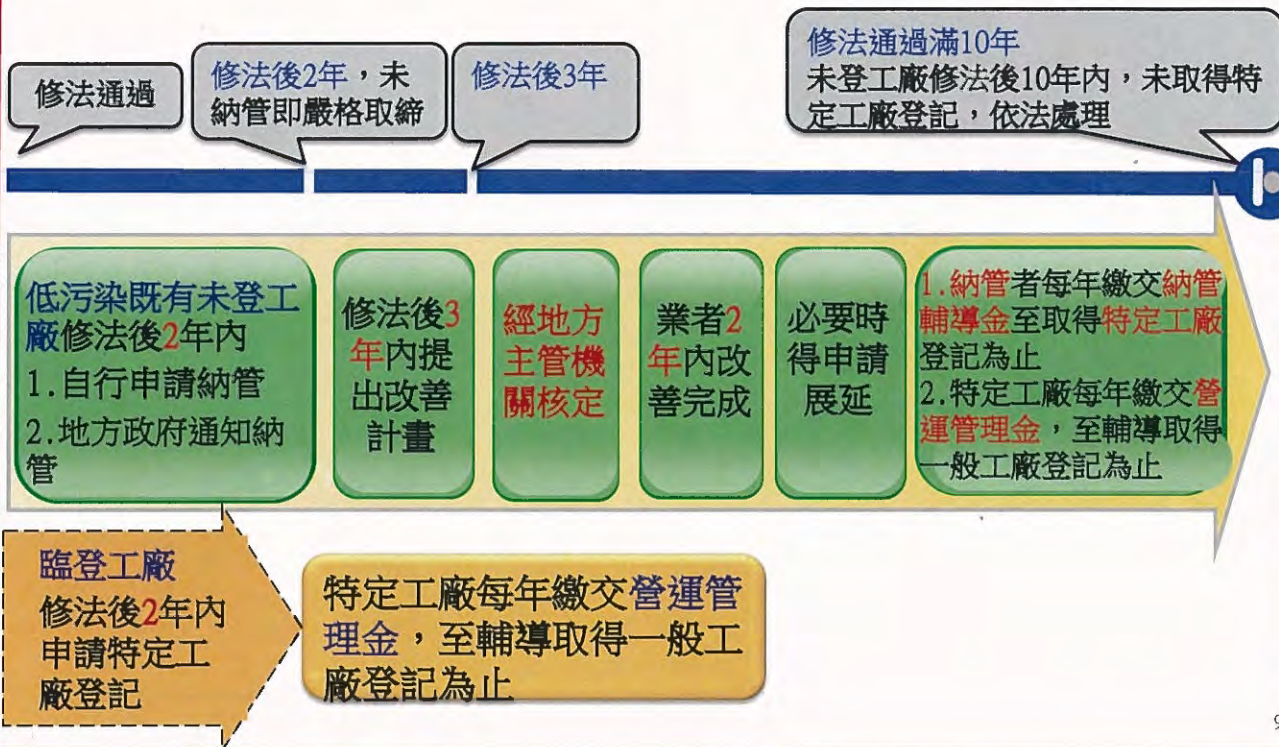 修法通過
修法後2年，未
納管即嚴格取締
修法後3年
修法通過滿10年
未登工廠修法後10年內，未取得特
定工廠登記，依法處理
低污染既有未登工
廠修法後2年內
1.自行申請納管
2.地方政府通知納
管
修法後3
年內提
出改善
計畫
經地方
主管機
關核定
業者2
年內改
善完成
必要時
得申請
展延
1.納管者每年繳交納管
輔導金至取得特定工廠
登記為止
2.特定工廠每年繳交營
運管理金，至輔導取得
一般工廠登記為止
臨登工廠
修法後2年內
申請特定工
廠登記
特定工廠每年繳交營運管
理金，至輔導取得一般工
廠登記為止
9